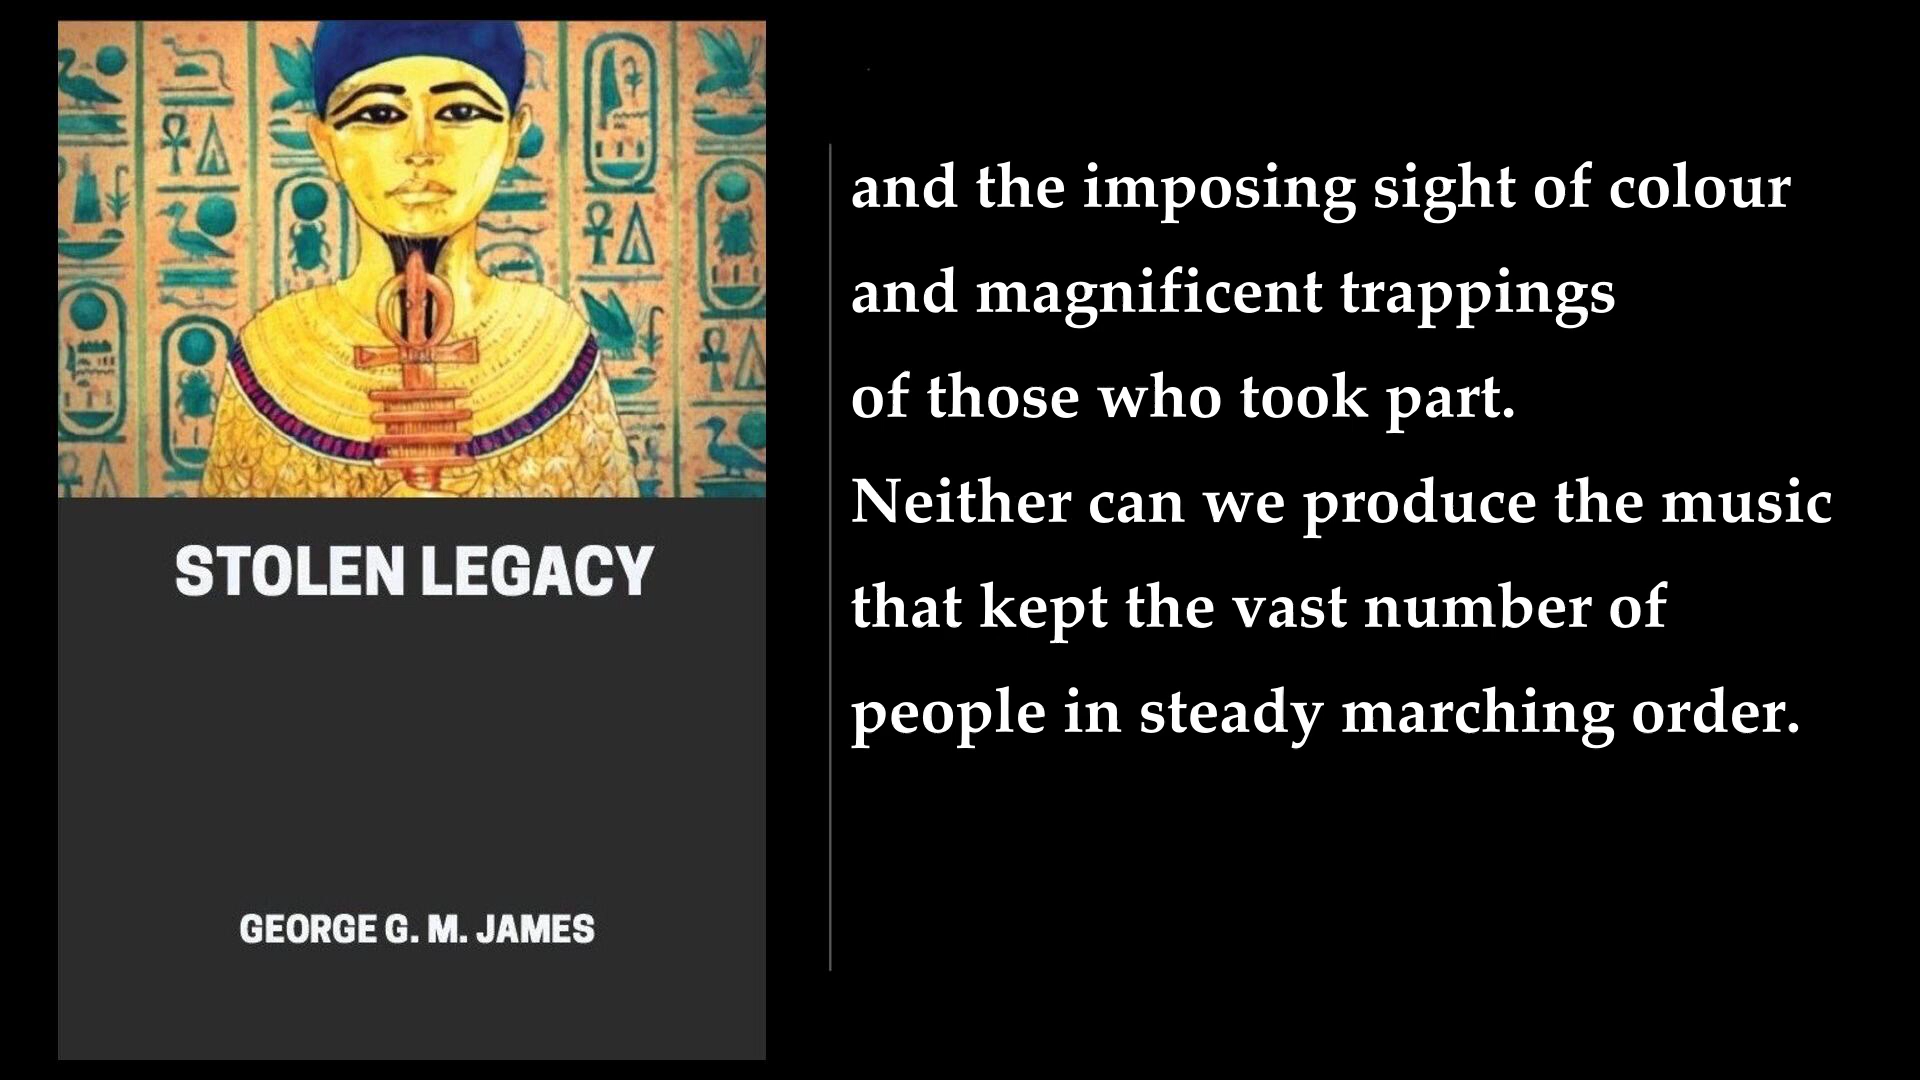 STOLEN LEGACY
GEORGE G. M. JAMES
and the imposing sight of colour
and magnificent trappings
of those who took part.
Neither can we produce the music
that kept the vast number of
people in steady marching order.